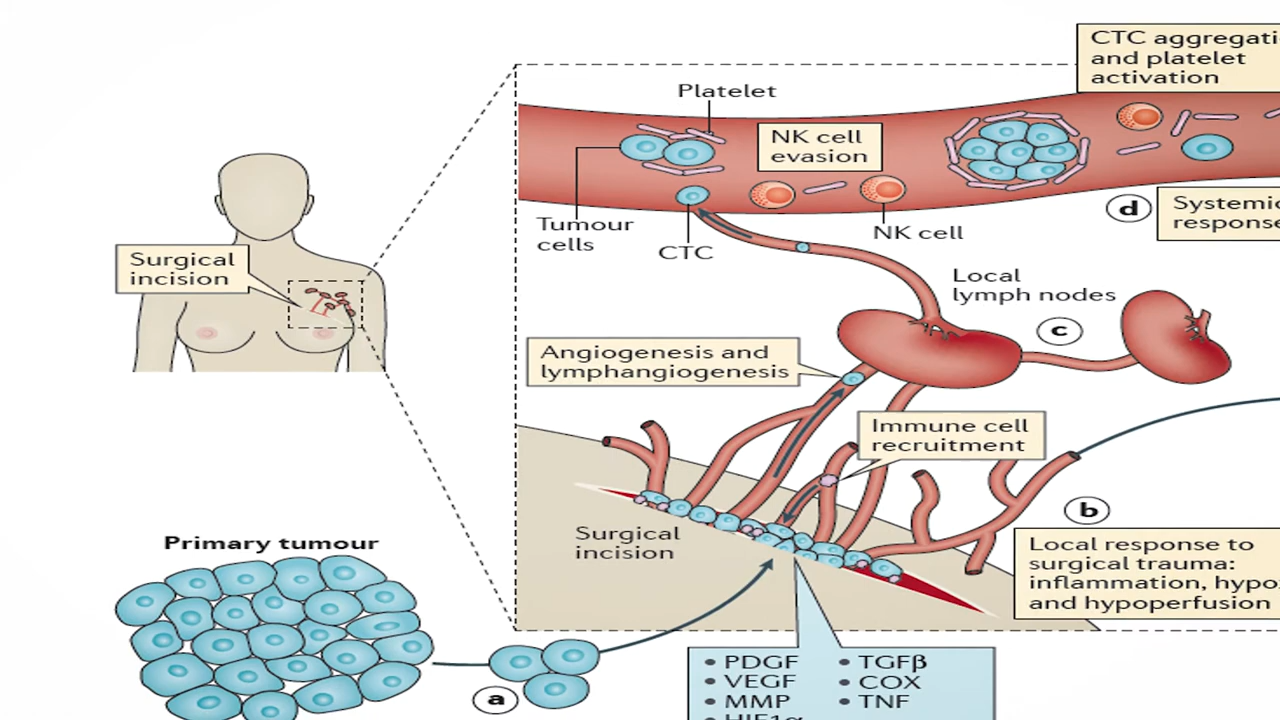 CTC aggregati
and platelet
activation
Platelet
NK cell
evasion
Tumour
cells
CTC
NK cell
d
Systemic
response
Surgical
incision
Local
lymph nodes
c
Angiogenesis and
lymphangiogenesis
Immune cell
recruitment
b
Surgical
incision
Local response to
surgical trauma:
inflammation, hypo
and hypoperfusion
Primary tumour
a
• PDGF
• VEGF
• MMP
• HIF1α
• TGFβ
• COX
• TNF